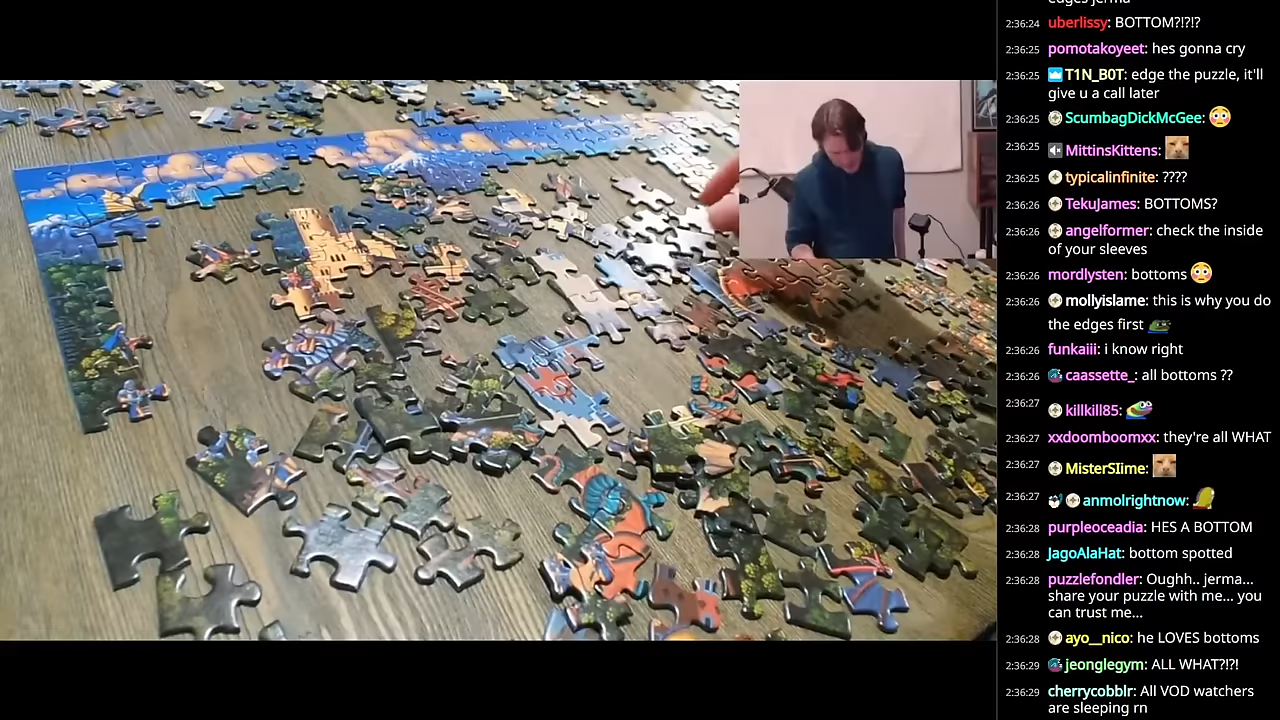 edges jerma
2:36:24 uberlissy: BOTTOM?!?!?
2:36:25 pomotakoyeet: hes gonna cry
2:36:25 T1N_B0T: edge the puzzle, it'll
give u a call later
2:36:25 ScumbagDickMcGee:
2:36:25 MittinsKittens:
2:36:25 typicalinfinite: ????
2:36:26 TekuJames: BOTTOMS?
2:36:26 angelformer: check the inside
of your sleeves
2:36:26 mordlysten: bottoms
2:36:26 mollyislame: this is why you do
the edges first
2:36:26 funkaiii: i know right
2:36:26 caassette_: all bottoms ??
2:36:27 killkill85:
2:36:27 xxdoomboomxx: they're all WHAT
2:36:27 MisterSlime:
2:36:27 anmolrightnow:
2:36:28 purpleoceadia: HES A BOTTOM
2:36:28 JagoAlaHat: bottom spotted
2:36:28 puzzlefondler: Oughh.. jerma...
share your puzzle with me... you
can trust me...
2:36:28 ayo__nico: he LOVES bottoms
2:36:29 jeonglegym: ALL WHAT?!?!
2:36:29 cherrycobblr: All VOD watchers
are sleeping rn